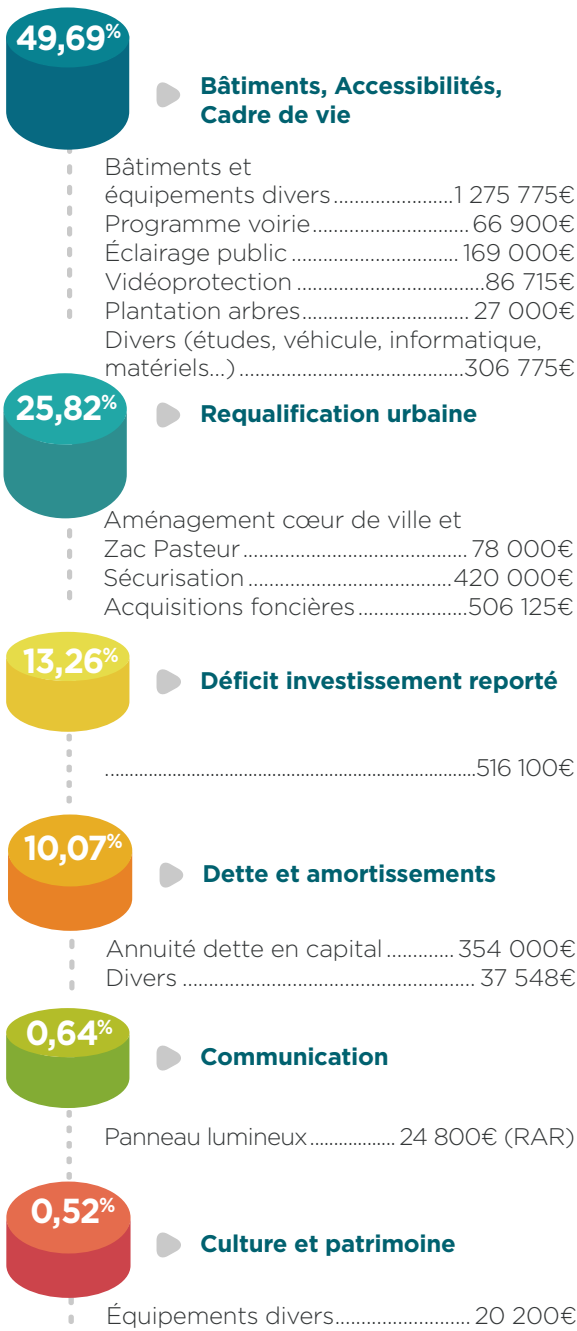 49,69%
Bâtiments, Accessibilités,
Cadre de vie
Bâtiments et
équipements divers.......................1 275 775€
Programme voirie..............................66 900€
Éclairage public................................169 000€
Vidéoprotection.....................................86 715€
Plantation arbres................................27 000€
Divers (études, véhicule, informatique,
matériels...)...........................................306 775€
25,82%
Requalification urbaine
Aménagement cœur de ville et
Zac Pasteur...........................................78 000€
Sécurisation.......................................420 000€
Acquisitions foncières.....................506 125€
13,26%
Déficit investissement reporté
.......................................................................516 100€
10,07%
Dette et amortissements
Annuité dette en capital.............354 000€
Divers........................................................37 548€
0,64%
Communication
Panneau lumineux.................24 800€ (RAR)
0,52%
Culture et patrimoine
Équipements divers..........................20 200€